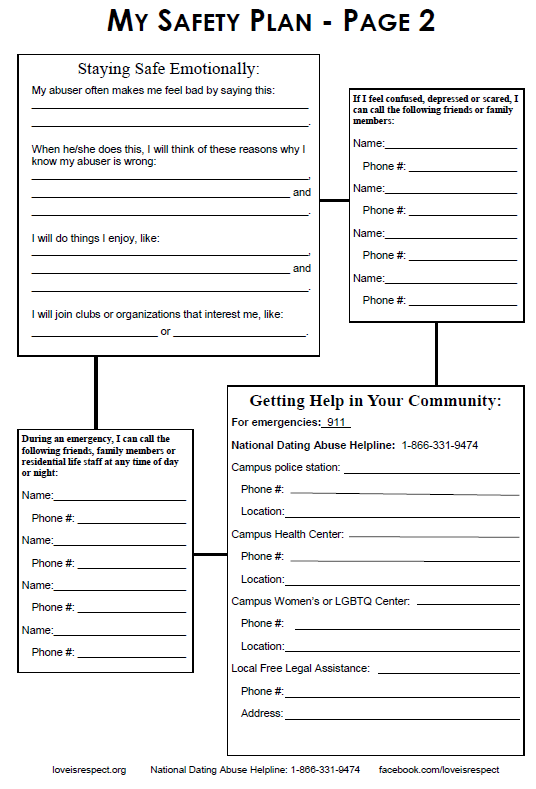 MY SAFETY PLAN - PAGE 2
Staying Safe Emotionally:
My abuser often makes me feel bad by saying this:
.
When he/she does this, I will think of these reasons why I
know my abuser is wrong:
,
and
.
I will do things I enjoy, like:
,
and
.
I will join clubs or organizations that interest me, like:
or .
If I feel confused, depressed or scared, I
can call the following friends or family
members:
Name:
Phone #:
Name:
Phone #:
Name:
Phone #:
Name:
Phone #:
During an emergency, I can call the
following friends, family members or
residential life staff at any time of day
or night:
Name:
Phone #:
Name:
Phone #:
Name:
Phone #:
Name:
Phone #:
Getting Help in Your Community:
For emergencies: 911
National Dating Abuse Helpline: 1-866-331-9474
Campus police station:
Phone #:
Location:
Campus Health Center:
Phone #:
Location:
Campus Women's or LGBTQ Center:
Phone #:
Location:
Local Free Legal Assistance:
Phone #:
Address:
loveisrespect.org National Dating Abuse Helpline: 1-866-331-9474 facebook.com/loveisrespect